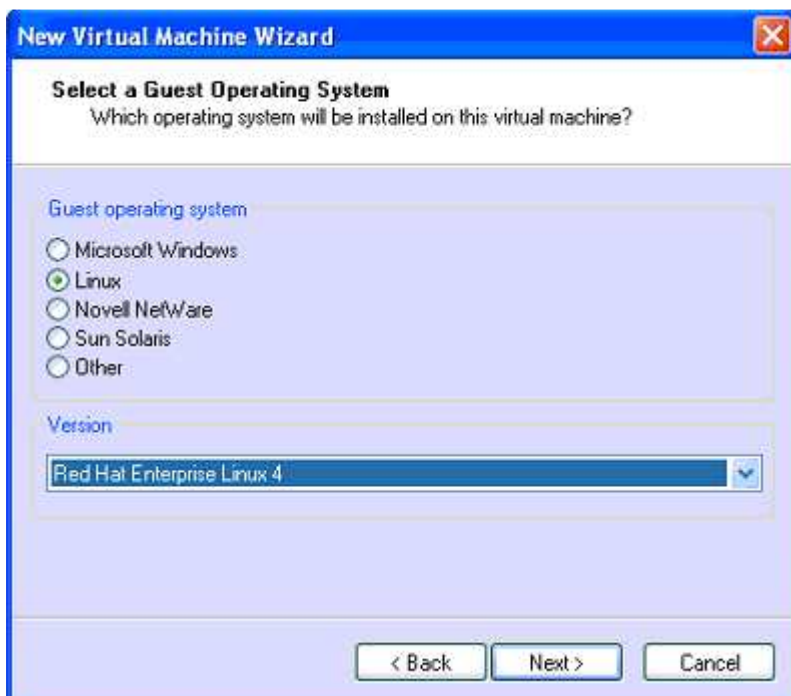 New Virtual Machine Wizard
Select a Guest Operating System
Which operating system will be installed on this virtual machine?
Guest operating system
Microsoft Windows
Linux
Novell NetWare
Sun Solaris
Other
Version
Red Hat Enterprise Linux 4
< Back Next > Cancel